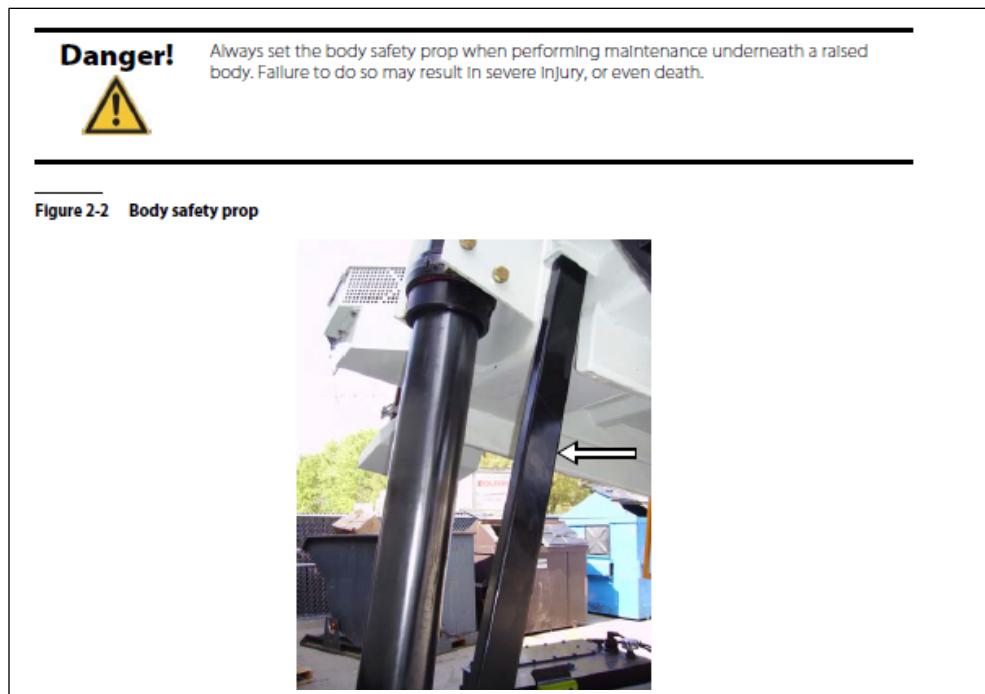 Danger!
Always set the body safety prop when performing maintenance underneath a raised
body. Failure to do so may result in severe injury, or even death.
Figure 2-2 Body safety prop